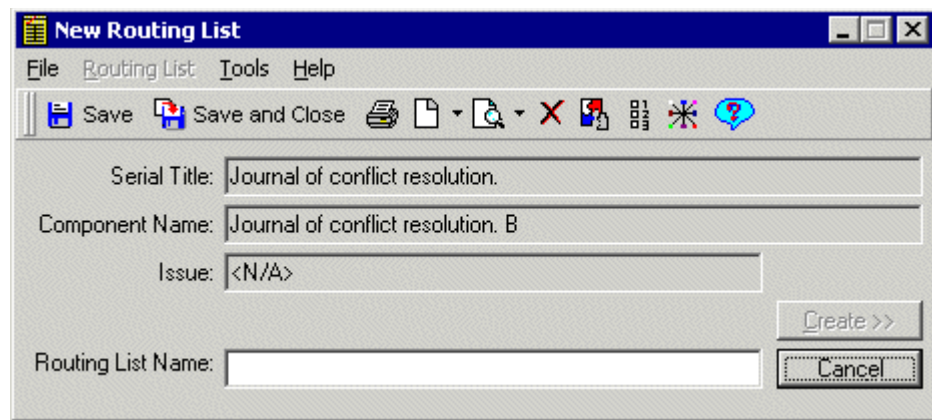 New Routing List
File Routing List Tools Help
Save Save and Close
Serial Title: Journal of conflict resolution.
Component Name: Journal of conflict resolution. B
Issue: <N/A>
Create >>
Routing List Name:
Cancel